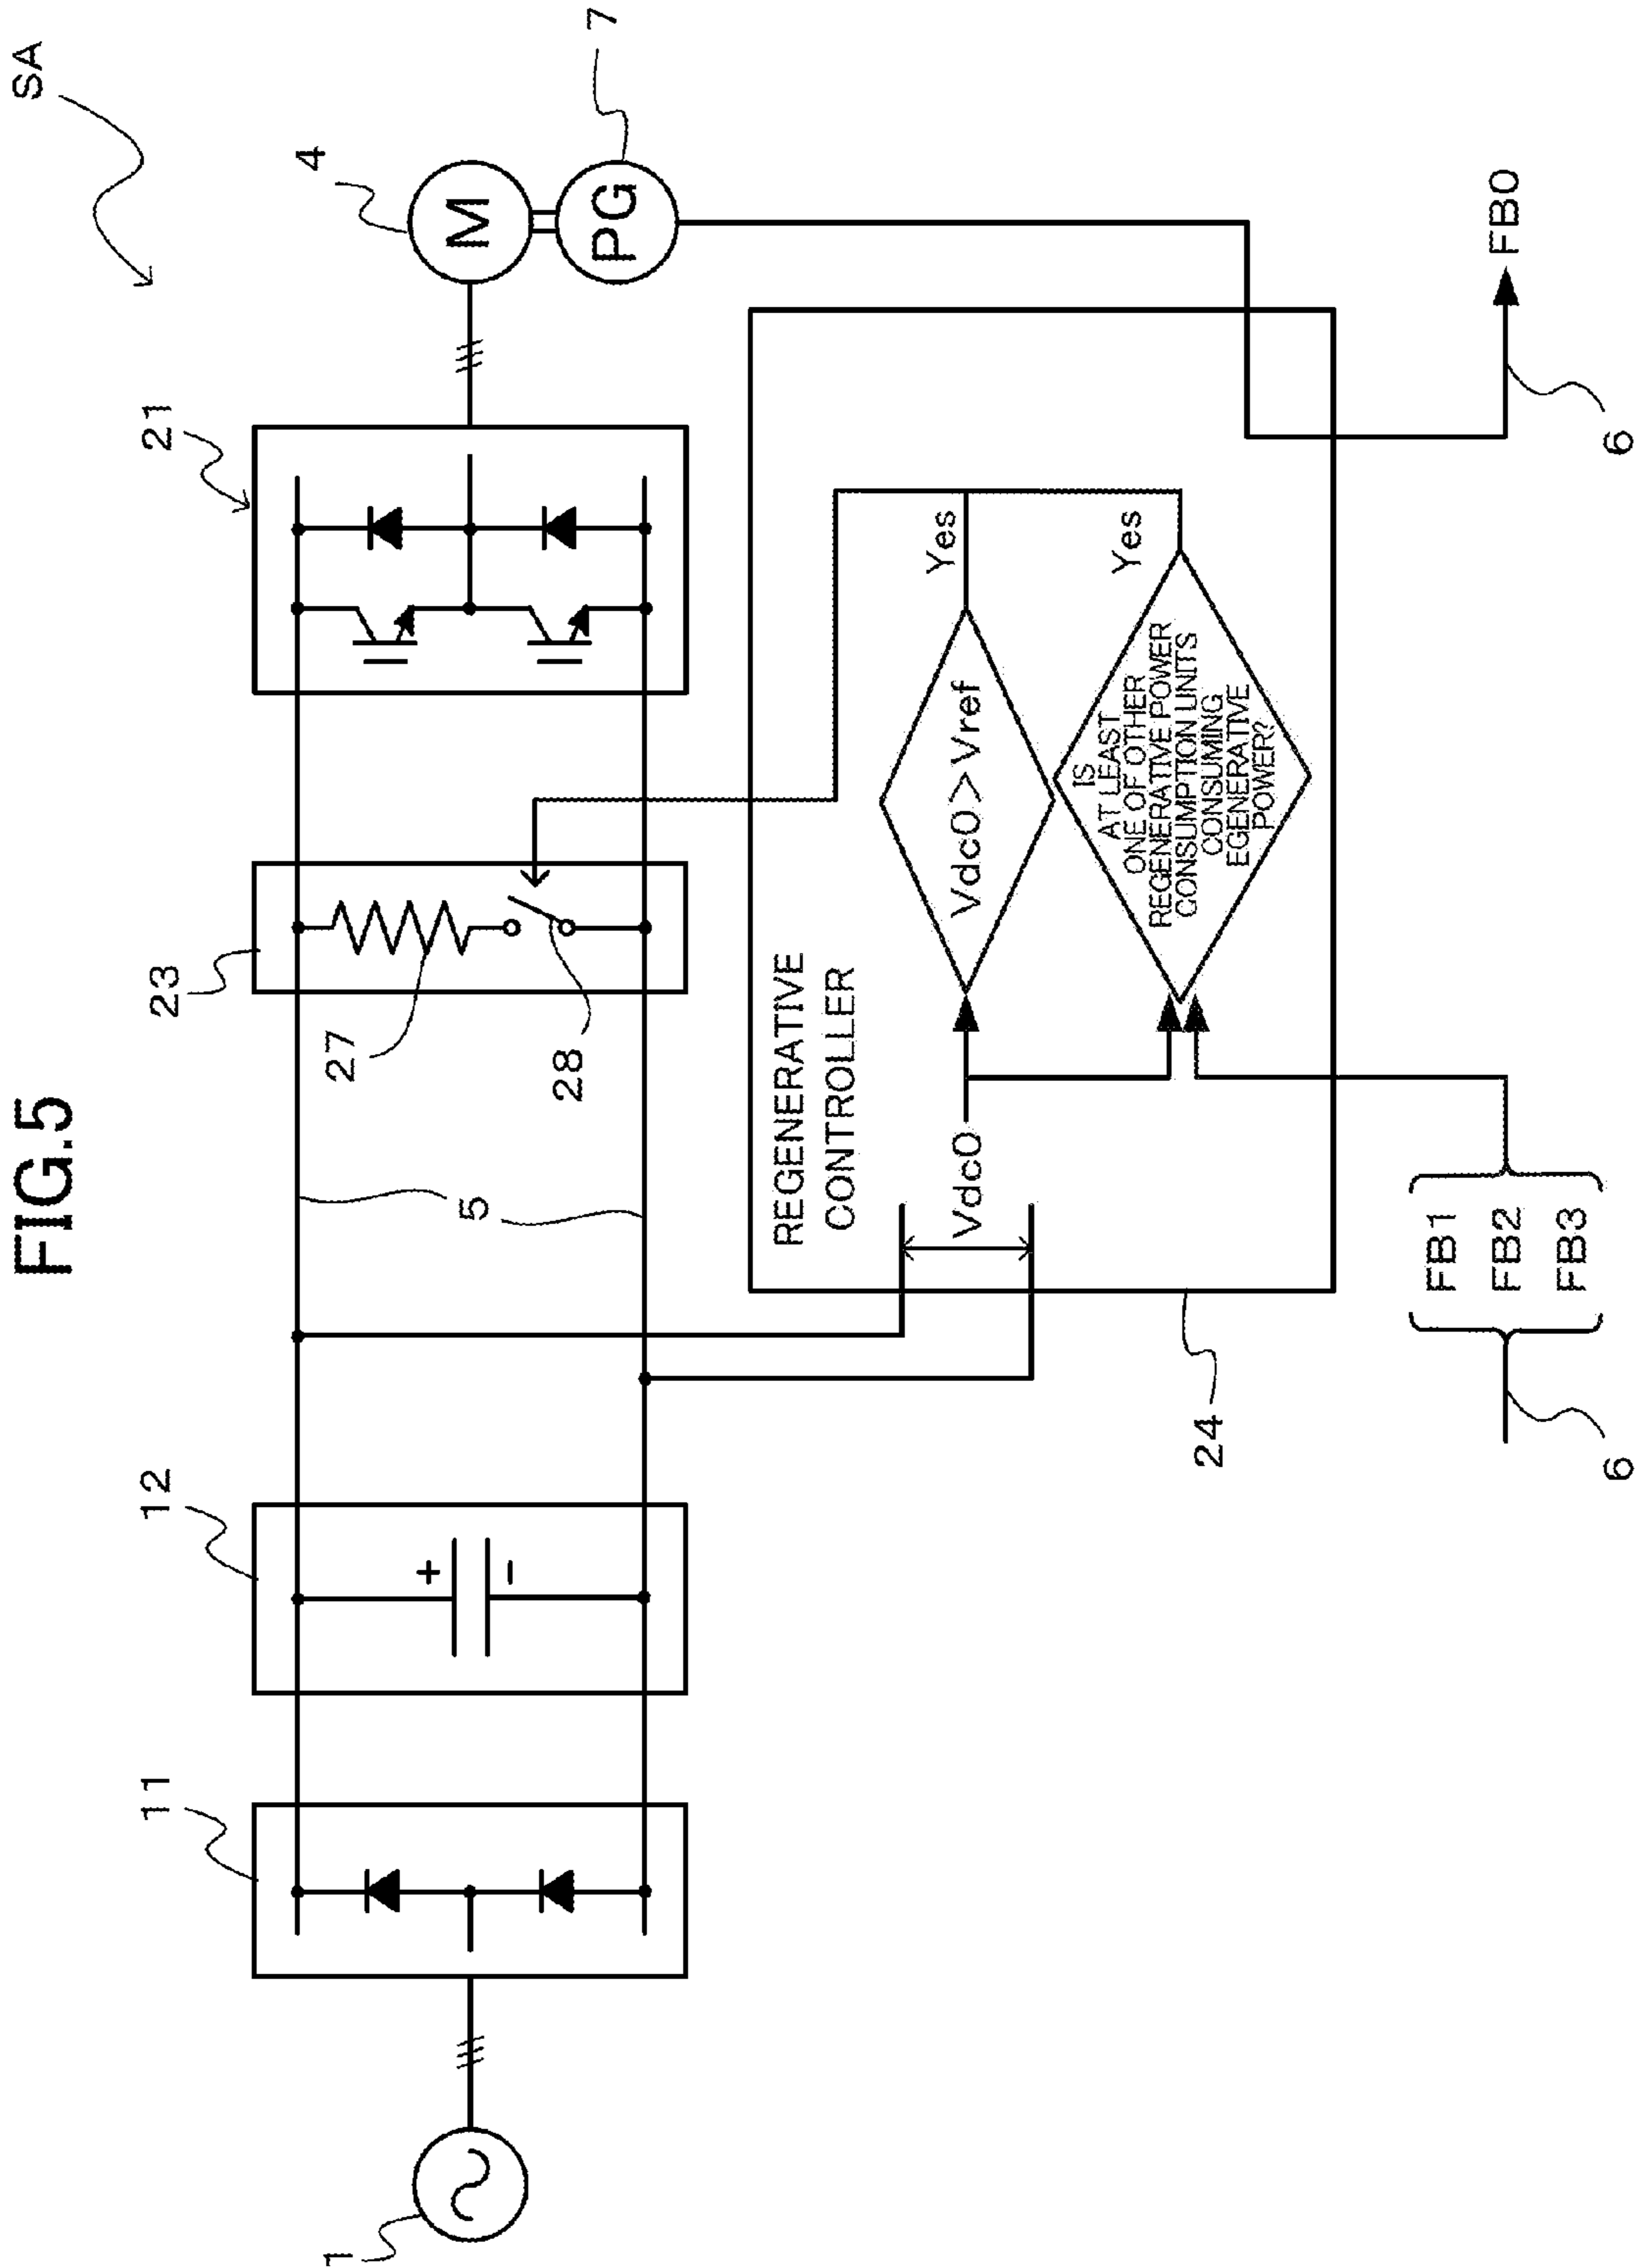 FIG.5
SA
1
11
12
5
23
27
28
21
4
M
PG
7
+
−
REGENERATIVE
CONTROLLER
Vdc0
Vdc0>Vref
Yes
IS
AT LEAST
ONE OF OTHER
REGENERATIVE POWER
CONSUMPTION UNITS
CONSUMING
EGENERATIVE
POWER?
Yes
24
FB1
FB2
FB3
6
FB0
6